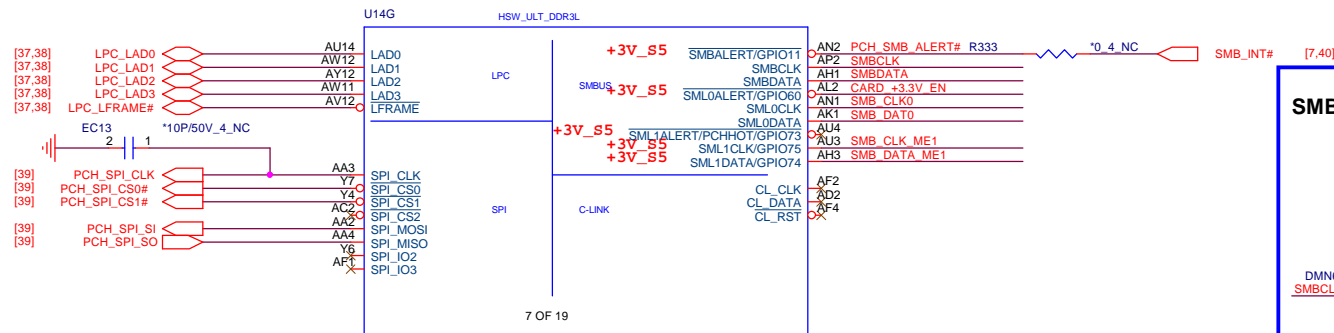 U14G
HSW_ULT_DDR3L
[37,38] LPC_LAD0 AU14 LAD0
[37,38] LPC_LAD1 AW12 LAD1
[37,38] LPC_LAD2 AY12 LAD2
[37,38] LPC_LAD3 AW11 LAD3
[37,38] LPC_LFRAME# AV12 LFRAME
LPC
EC13 *10P/50V_4_NC
2 1
[39] PCH_SPI_CLK AA3 SPI_CLK
[39] PCH_SPI_CS0# Y7 SPI_CS0
[39] PCH_SPI_CS1# Y4 SPI_CS1
AC2 SPI_CS2
[39] PCH_SPI_SI AA2 SPI_MOSI
[39] PCH_SPI_SO AA4 SPI_MISO
Y6 SPI_IO2
AF1 SPI_IO3
SPI
SMBUS
+3V_S5 SMBALERT/GPIO11 AN2 PCH_SMB_ALERT# R333 *0_4_NC SMB_INT# [7,40]
SMBCLK AP2 SMBCLK
SMBDATA AH1 SMBDATA
+3V_S5 SML0ALERT/GPIO60 AL2 CARD_+3.3V_EN
SML0CLK AN1 SMB_CLK0
SML0DATA AK1 SMB_DAT0
+3V_S5 SML1ALERT/PCHHOT/GPIO73 AU4
+3V_S5 SML1CLK/GPIO75 AU3 SMB_CLK_ME1
+3V_S5 SML1DATA/GPIO74 AH3 SMB_DATA_ME1
C-LINK
CL_CLK AF2
CL_DATA AD2
CL_RST AF4
7 OF 19
SMB
DMN6
SMBCL